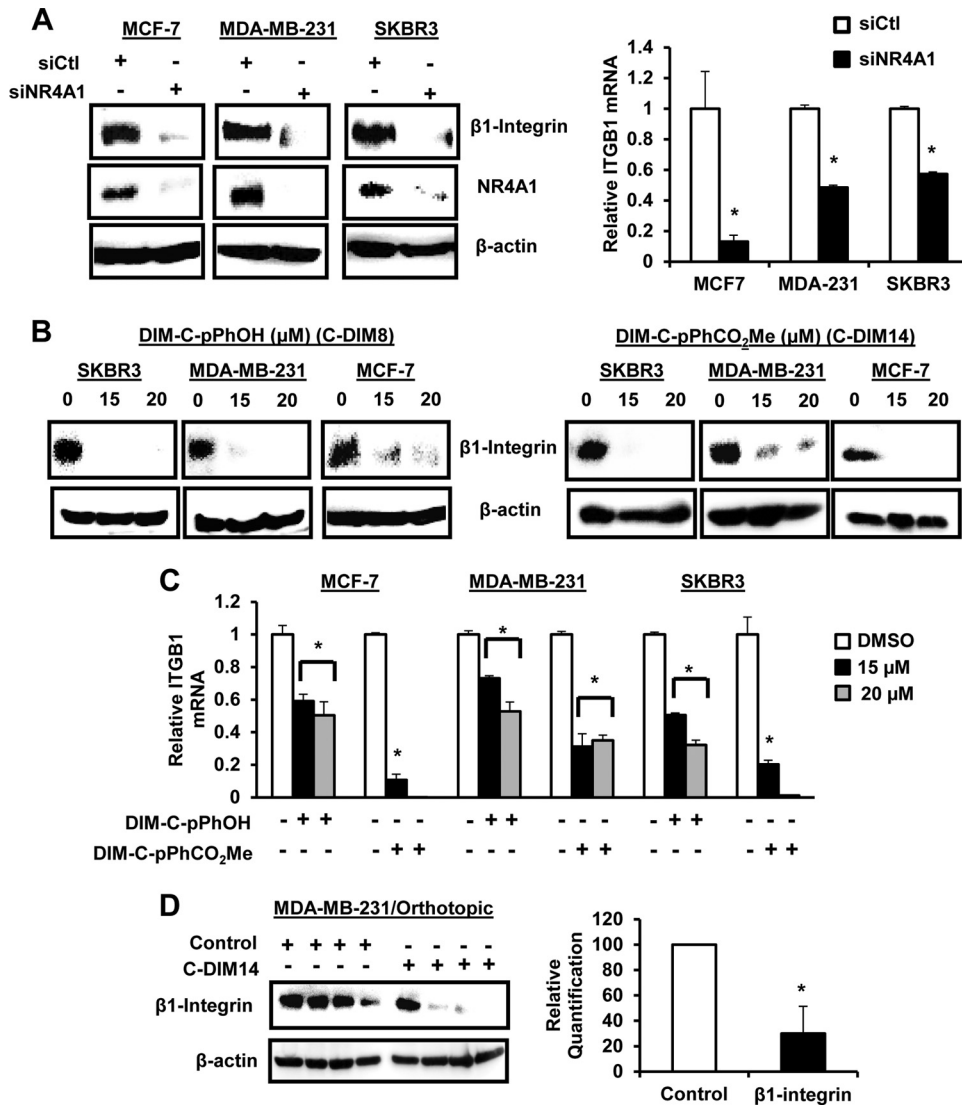 A
MCF-7 MDA-MB-231 SKBR3
siCtl + - + - + -
siNR4A1 - + - + - +
β1-Integrin
NR4A1
β-actin
siCtl
siNR4A1
Relative ITGB1 mRNA
1.4
1.2
1
0.8
0.6
0.4
0.2
0
*
*
*
MCF7 MDA-231 SKBR3
B
DIM-C-pPhOH (µM) (C-DIM8)
SKBR3 MDA-MB-231 MCF-7
0 15 20 0 15 20 0 15 20
DIM-C-pPhCO2Me (µM) (C-DIM14)
SKBR3 MDA-MB-231 MCF-7
0 15 20 0 15 20 0 15 20
β1-Integrin
β-actin
C
MCF-7 MDA-MB-231 SKBR3
Relative ITGB1
mRNA
1.2
1
0.8
0.6
0.4
0.2
0
*
*
*
*
*
*
DMSO
15 µM
20 µM
DIM-C-pPhOH - + + - - - - + + - - - - + + - - -
DIM-C-pPhCO2Me - - - - + + - - - - + + - - - - + +
D
MDA-MB-231/Orthotopic
Control + + + + - - - -
C-DIM14 - - - - + + + +
β1-Integrin
β-actin
Relative
Quantification
120
100
80
60
40
20
0
*
Control β1-integrin